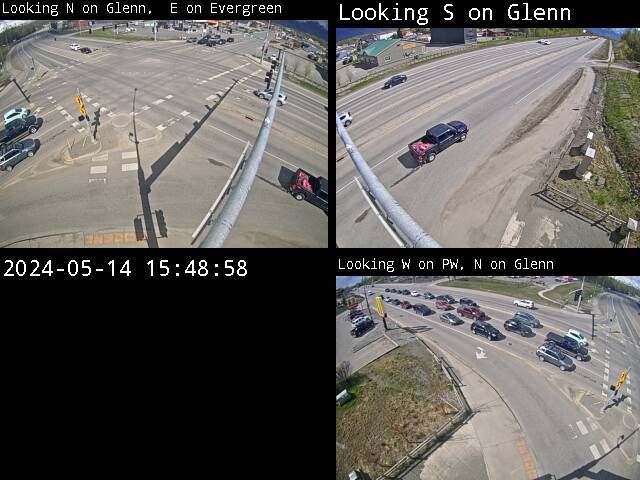 Looking N on Glenn, E on Evergreen
Looking S on Glenn
2024-05-14 15:48:58
Looking W on PW, N on Glenn